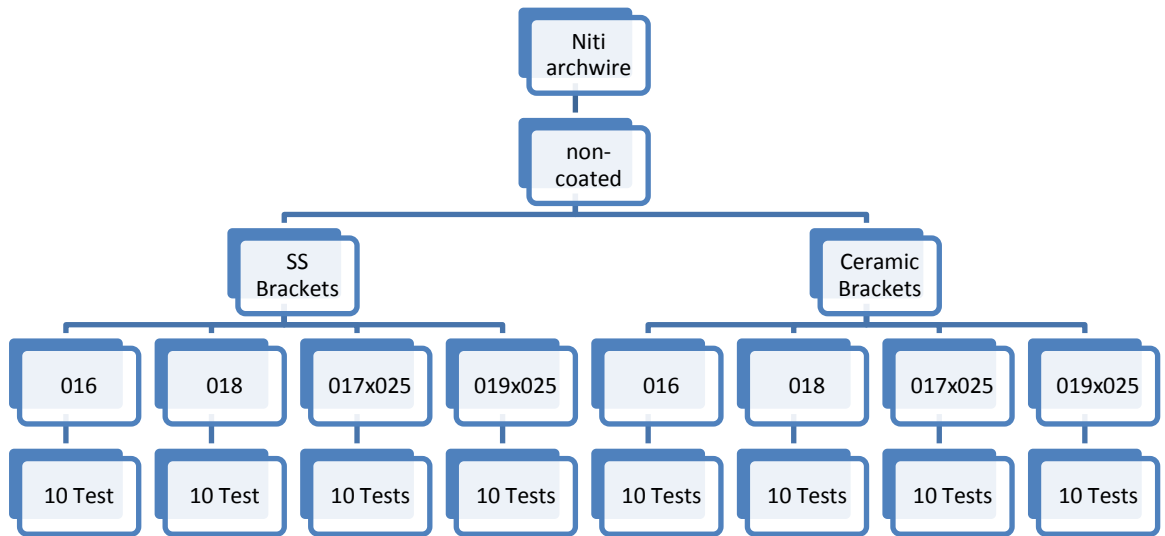 Niti
archwire
non-
coated
SS
Brackets
Ceramic
Brackets
016
018
017x025
019x025
016
018
017x025
019x025
10 Test
10 Test
10 Tests
10 Tests
10 Tests
10 Tests
10 Tests
10 Tests